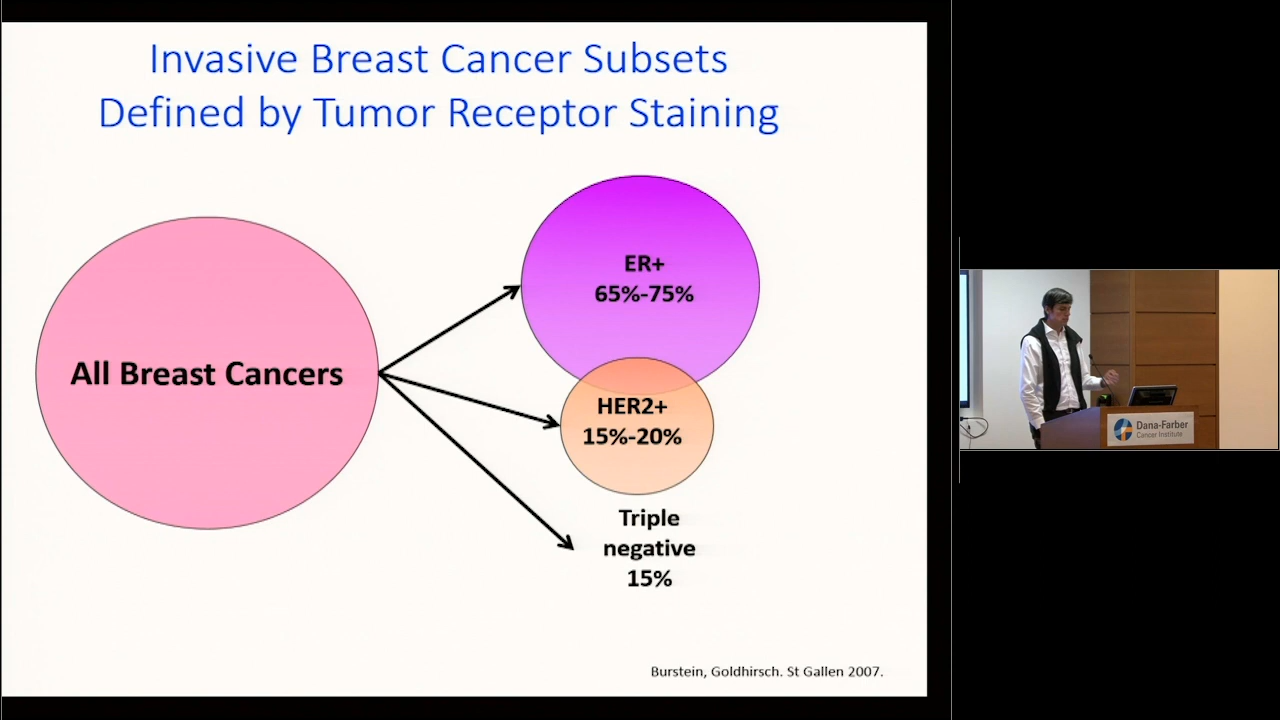 Invasive Breast Cancer Subsets
Defined by Tumor Receptor Staining
All Breast Cancers
ER+
65%-75%
HER2+
15%-20%
Triple
negative
15%
Burstein, Goldhirsch. St Gallen 2007.
Dana-Farber
Cancer Institute